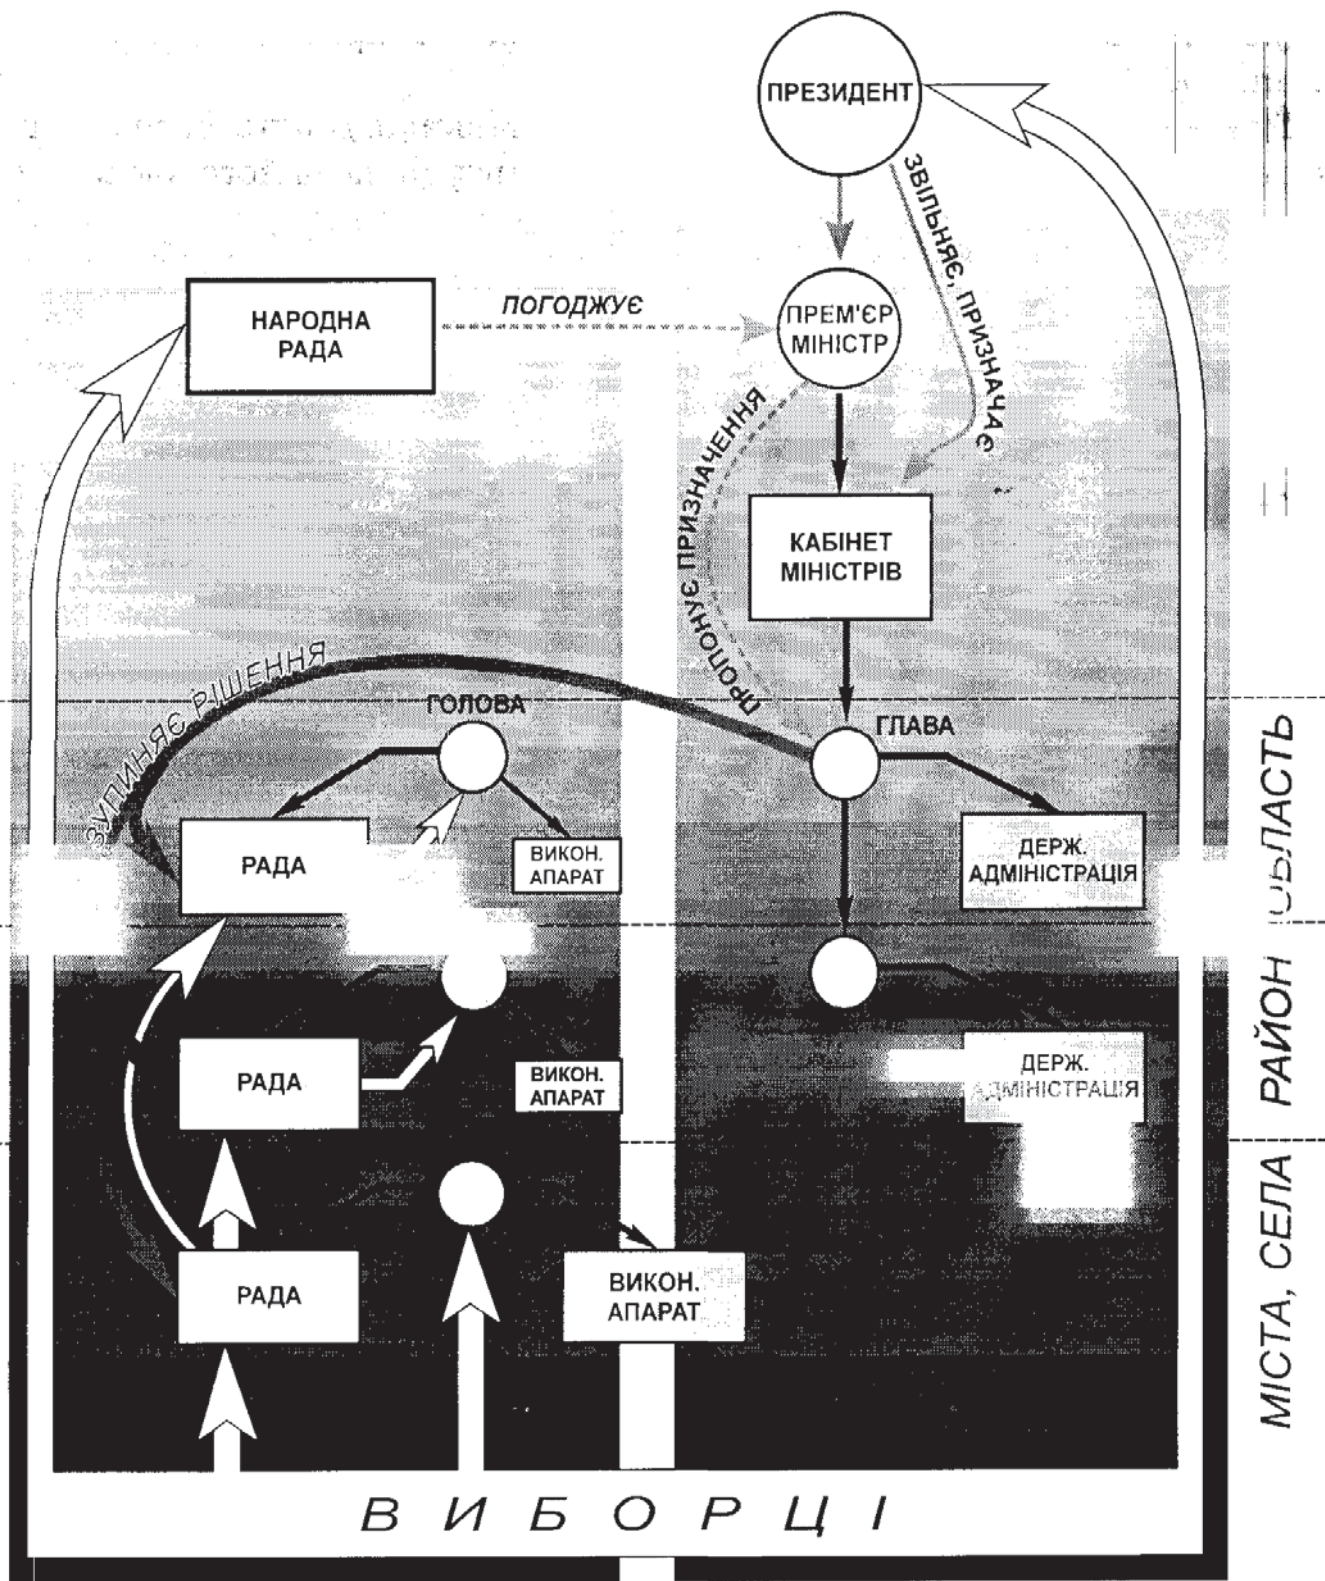 ПРЕЗИДЕНТ
ЗВІЛЬНЯЄ, ПРИЗНАЧАЄ
НАРОДНА
РАДА
ПОГОДЖУЄ
ПРЕМ'ЄР
МІНІСТР
ПРОПОНУЄ ПРИЗНАЧЕННЯ
КАБІНЕТ
МІНІСТРІВ
ЗУПИНЯЄ РІШЕННЯ
ГОЛОВА
ГЛАВА
РАДА
ВИКОН.
АПАРАТ
ДЕРЖ.
АДМІНІСТРАЦІЯ
ОБЛАСТЬ
РАДА
ВИКОН.
АПАРАТ
ДЕРЖ.
АДМІНІСТРАЦІЯ
РАЙОН
РАДА
ВИКОН.
АПАРАТ
МІСТА, СЕЛА
ВИБОРЦІ